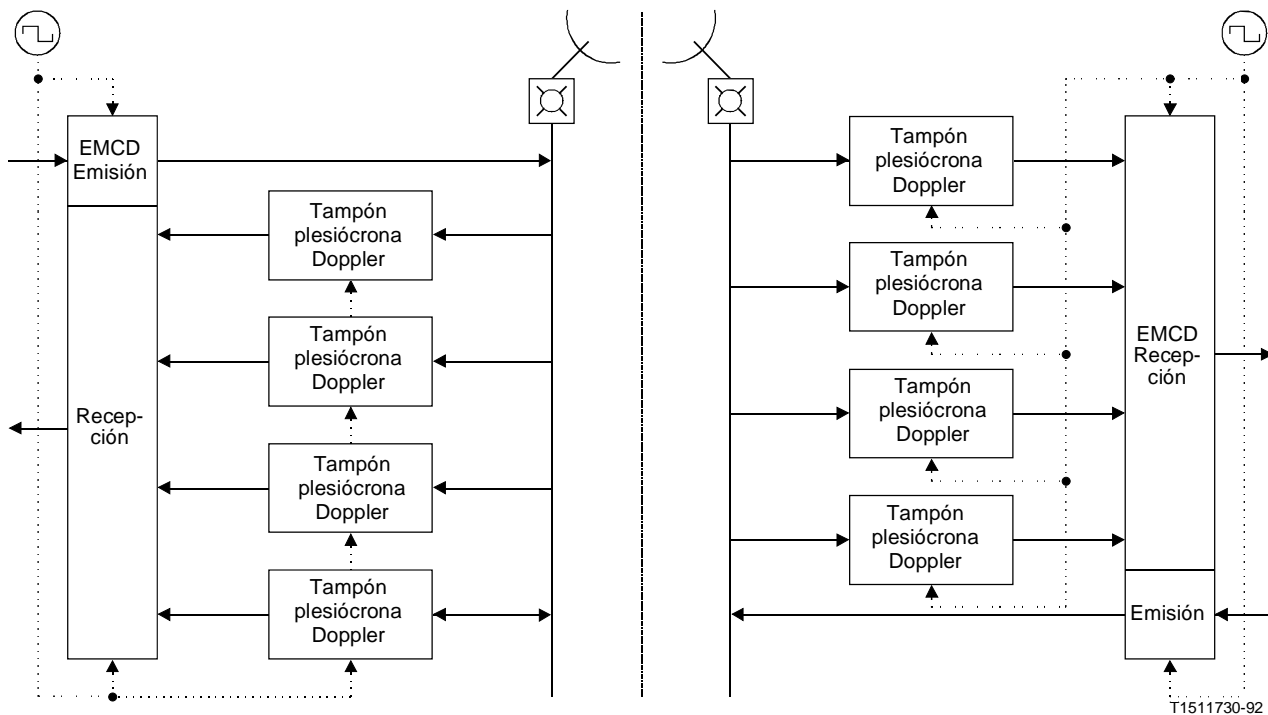 EMCD
Emisión
Recep-
ción
Tampón
plesiócrona
Doppler
Tampón
plesiócrona
Doppler
Tampón
plesiócrona
Doppler
Tampón
plesiócrona
Doppler
Tampón
plesiócrona
Doppler
Tampón
plesiócrona
Doppler
Tampón
plesiócrona
Doppler
Tampón
plesiócrona
Doppler
EMCD
Recep-
ción
Emisión
T1511730-92